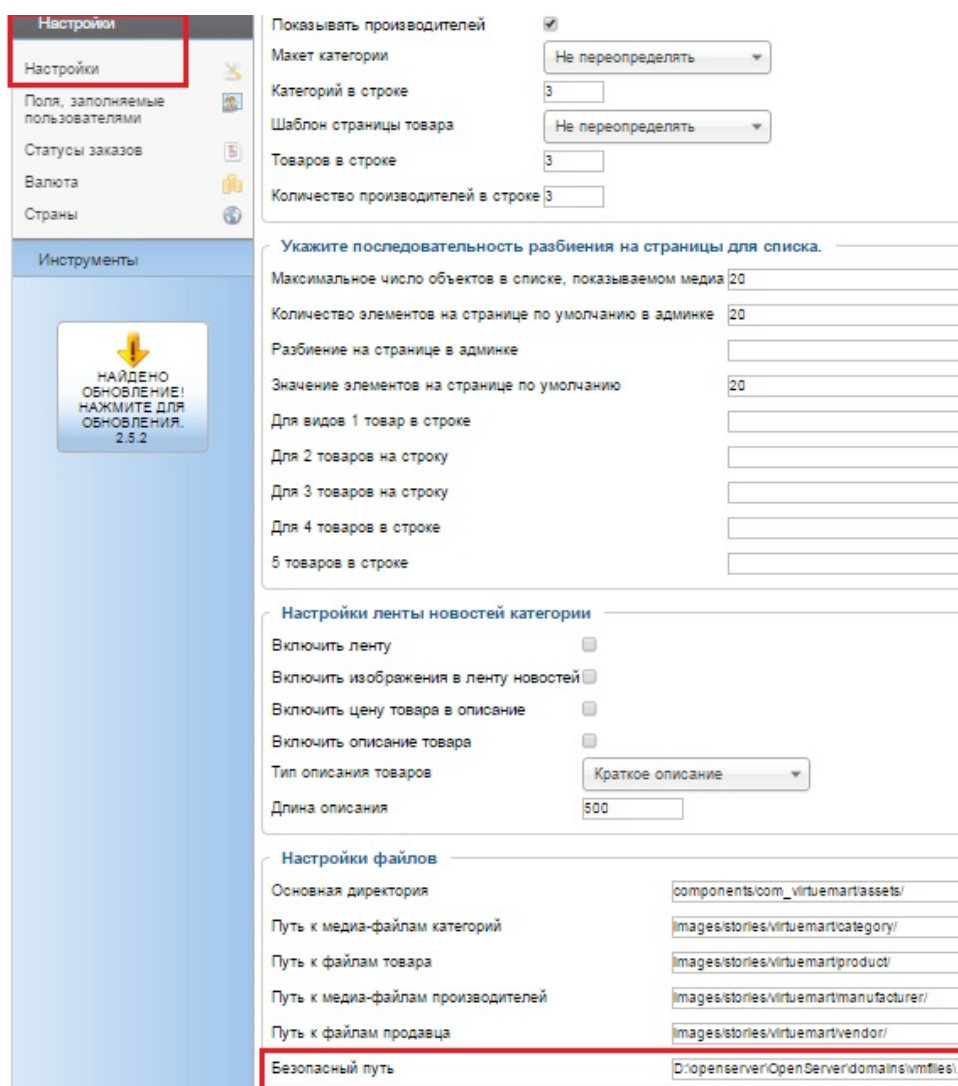 Настройки
Настройки
Поля, заполняемые
пользователями
Статусы заказов
Валюта
Страны
Инструменты
НАЙДЕНО
ОБНОВЛЕНИЕ!
НАЖМИТЕ ДЛЯ
ОБНОВЛЕНИЯ.
2.5.2
Показывать производителей
Макет категории Не переопределять
Категорий в строке 3
Шаблон страницы товара Не переопределять
Товаров в строке 3
Количество производителей в строке 3
Укажите последовательность разбиения на страницы для списка.
Максимальное число объектов в списке, показываемом медиа 20
Количество элементов на странице по умолчанию в админке 20
Разбиение на странице в админке
Значение элементов на странице по умолчанию 20
Для видов 1 товар в строке
Для 2 товаров на строку
Для 3 товаров на строку
Для 4 товаров в строке
5 товаров в строке
Настройки ленты новостей категории
Включить ленту
Включить изображения в ленту новостей
Включить цену товара в описание
Включить описание товара
Тип описания товаров Краткое описание
Длина описания 500
Настройки файлов
Основная директория components/com_virtuemart/assets/
Путь к медиа-файлам категорий images/stories/virtuemart/category/
Путь к файлам товара images/stories/virtuemart/product/
Путь к медиа-файлам производителей images/stories/virtuemart/manufacturer/
Путь к файлам продавца images/stories/virtuemart/vendor/
Безопасный путь D:\openserver\OpenServer\domains\vmfiles\